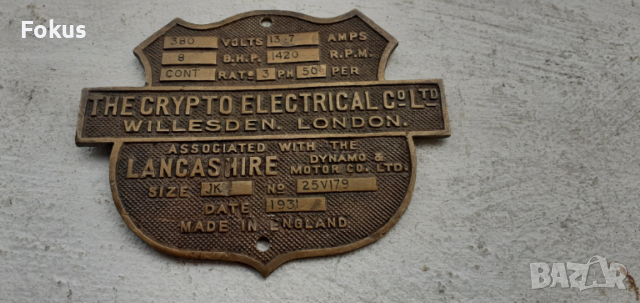 Fokus
380 VOLTS 13.7 AMPS
8 B.H.P. 1420 R.P.M.
CONT RATG 3 PH 50 PER
THE CRYPTO ELECTRICAL Co LTD
WILLESDEN. LONDON.
ASSOCIATED WITH THE
LANCASHIRE DYNAMO & MOTOR CO. LTD.
SIZE JK No 25V179
DATE 1931
MADE IN ENGLAND
BAZAR.bg